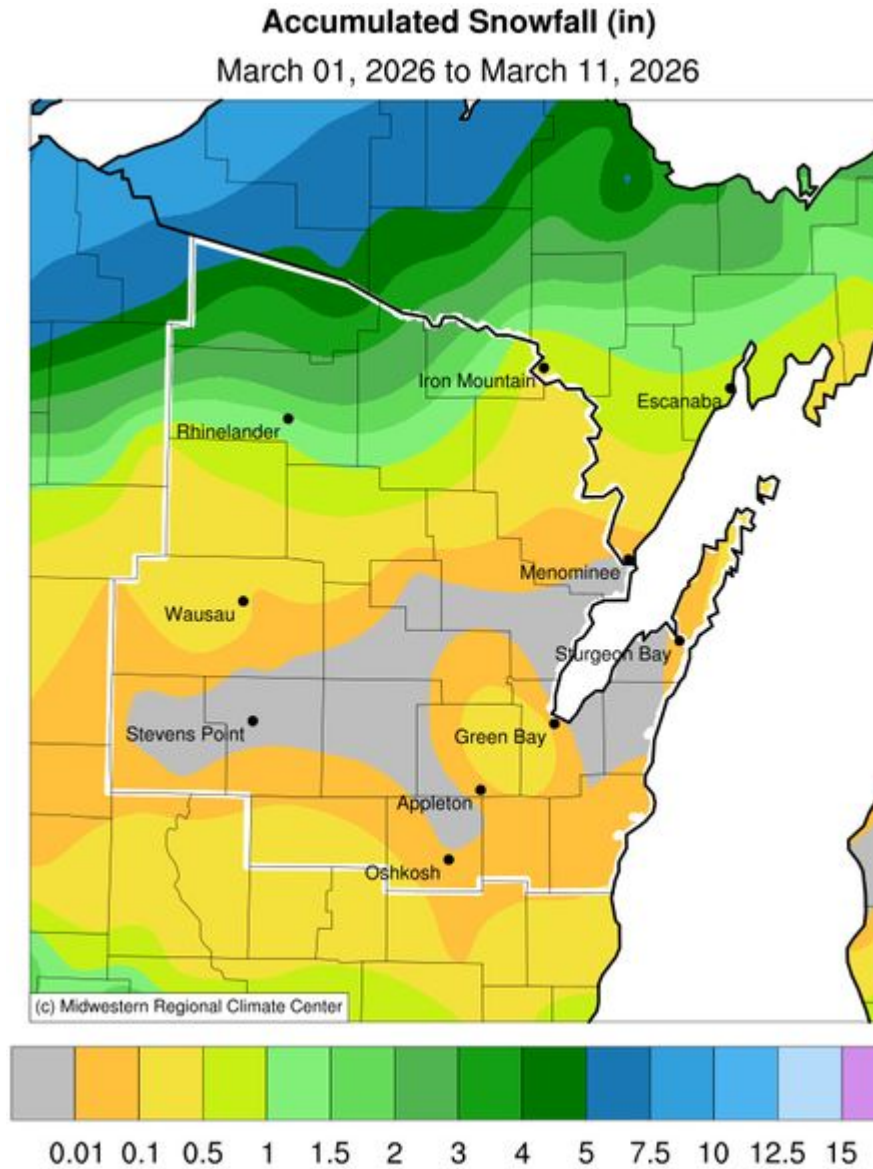 Accumulated Snowfall (in)
March 01, 2026 to March 11, 2026
Iron Mountain
Escanaba
Rhinelander
Menominee
Wausau
Sturgeon Bay
Stevens Point
Green Bay
Appleton
Oshkosh
(c) Midwestern Regional Climate Center
0.01 0.1 0.5 1 1.5 2 3 4 5 7.5 10 12.5 15